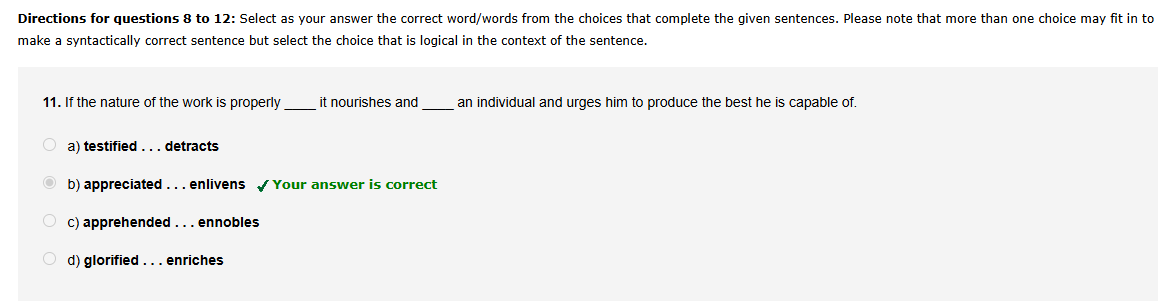 Directions for questions 8 to 12: Select as your answer the correct word/words from the choices that complete the given sentences. Please note that more than one choice may fit in to
make a syntactically correct sentence but select the choice that is logical in the context of the sentence.
11. If the nature of the work is properly ____ it nourishes and ____ an individual and urges him to produce the best he is capable of.
a) testified . . . detracts
b) appreciated . . . enlivens ✓ Your answer is correct
c) apprehended . . . ennobles
d) glorified . . . enriches